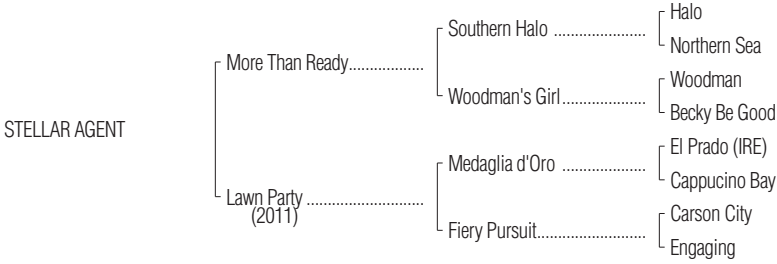 Halo
Southern Halo ......................
Northern Sea
More Than Ready..................
Woodman
Woodman's Girl....................
Becky Be Good
STELLAR AGENT
El Prado (IRE)
Medaglia d'Oro ....................
Cappucino Bay
Lawn Party ............................
(2011)
Carson City
Fiery Pursuit..........................
Engaging